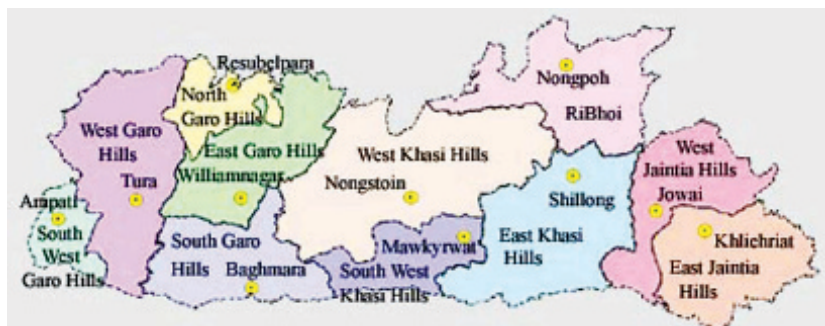 Resubelpara
North
Garo Hills
West Garo
Hills
Tura
East Garo Hills
Williamnagar
Ampati
South
West
Garo Hills
South Garo
Hills
Baghmara
West Khasi Hills
Nongstoin
Mawkyrwat
South West
Khasi Hills
Nongpoh
RiBhoi
Shillong
East Khasi
Hills
West
Jaintia Hills
Jowai
Khliehriat
East Jaintia
Hills